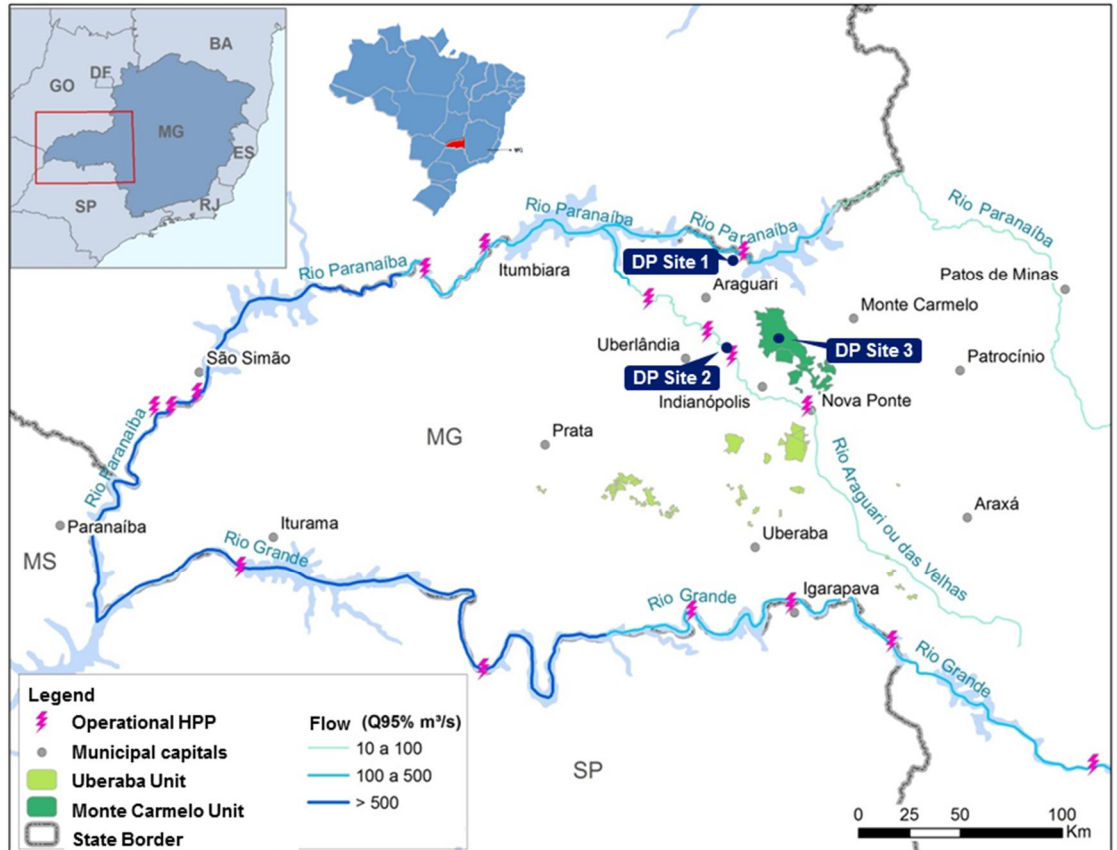 BA
DF
GO
MG
ES
SP
RJ
Rio Paranaíba
Rio Paranaíba
Rio Paranaíba
Rio Paranaíba
DP Site 1
Itumbiara
Patos de Minas
Araguari
Monte Carmelo
São Simão
Uberlândia
DP Site 3
Patrocínio
DP Site 2
Indianópolis
Nova Ponte
Rio Paranaíba
MG
Prata
Rio Araguari ou das Velhas
Araxá
Paranaíba
Iturama
Uberaba
MS
Rio Grande
Rio Grande
Igarapava
Rio Grande
Legend
Operational HPP
Municipal capitals
Uberaba Unit
Monte Carmelo Unit
State Border
Flow (Q95% m³/s)
10 a 100
100 a 500
> 500
SP
0 25 50 100
Km